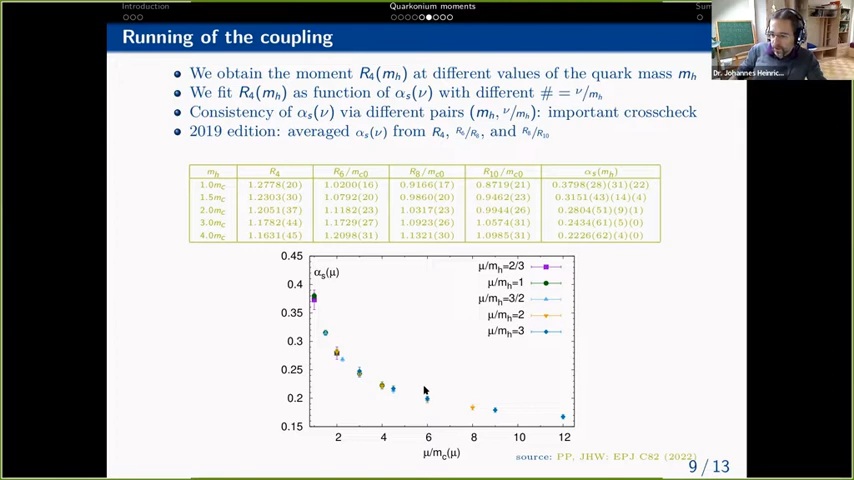 Introduction
Quarkonium moments
Sum
Running of the coupling
We obtain the moment R4(mh) at different values of the quark mass mh
We fit R4(mh) as function of αs(ν) with different # = ν/mh
Consistency of αs(ν) via different pairs (mh, ν/mh): important crosscheck
2019 edition: averaged αs(ν) from R4, R6/R8, and R8/R10
mh R4 R6/mc0 R8/mc0 R10/mc0 αs(mh)
1.0mc 1.2778(20) 1.0200(16) 0.9166(17) 0.8719(21) 0.3798(28)(31)(22)
1.5mc 1.2303(30) 1.0792(20) 0.9860(20) 0.9462(23) 0.3151(43)(14)(4)
2.0mc 1.2051(37) 1.1182(23) 1.0317(23) 0.9944(26) 0.2804(51)(9)(1)
3.0mc 1.1782(44) 1.1729(27) 1.0923(26) 1.0574(31) 0.2434(61)(5)(0)
4.0mc 1.1631(45) 1.2098(31) 1.1321(30) 1.0985(31) 0.2226(62)(4)(0)
0.45
0.4
0.35
0.3
0.25
0.2
0.15
αs(μ)
μ/mh=2/3
μ/mh=1
μ/mh=3/2
μ/mh=2
μ/mh=3
2 4 6 8 10 12
μ/mc(μ)
source: PP, JHW; EPJ C82 (2022)
9 / 13
Dr. Johannes Heinric...